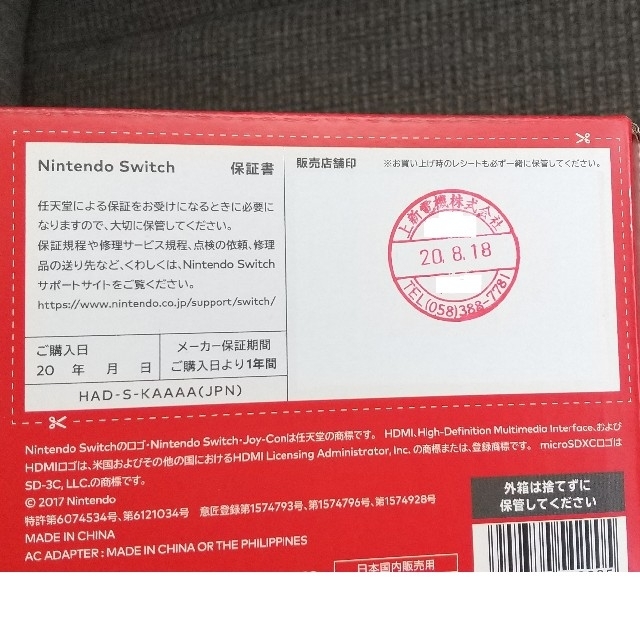 Nintendo Switch 保証書
任天堂による保証をお受けになるときに必要に
なりますので、大切に保管してください。
保証規程や修理サービス規程、点検の依頼、修理
品の送り先など、くわしくは、Nintendo Switch
サポートサイトをご覧ください。
https://www.nintendo.co.jp/support/switch/
ご購入日
20 年 月 日
メーカー保証期間
ご購入日より1年間
HAD-S-KAAAA(JPN)
販売店舗印 ※お買い上げ時のレシートも必ず一緒に保管してください。
上新電機株式会社
20.8.18
TEL(058)388-7781
Nintendo Switchのロゴ・Nintendo Switch・Joy-Conは任天堂の商標です。 HDMI、High-Definition Multimedia Interface、および
HDMIロゴは、米国およびその他の国におけるHDMI Licensing Administrator, Inc. の商標または、登録商標です。 microSDXCロゴは
SD-3C, LLC.の商標です。
© 2017 Nintendo
特許第6074534号、第6121034号 意匠登録第1574793号、第1574796号、第1574928号
MADE IN CHINA
AC ADAPTER : MADE IN CHINA OR THE PHILIPPINES
外箱は捨てずに
保管してください
日本国内販売用